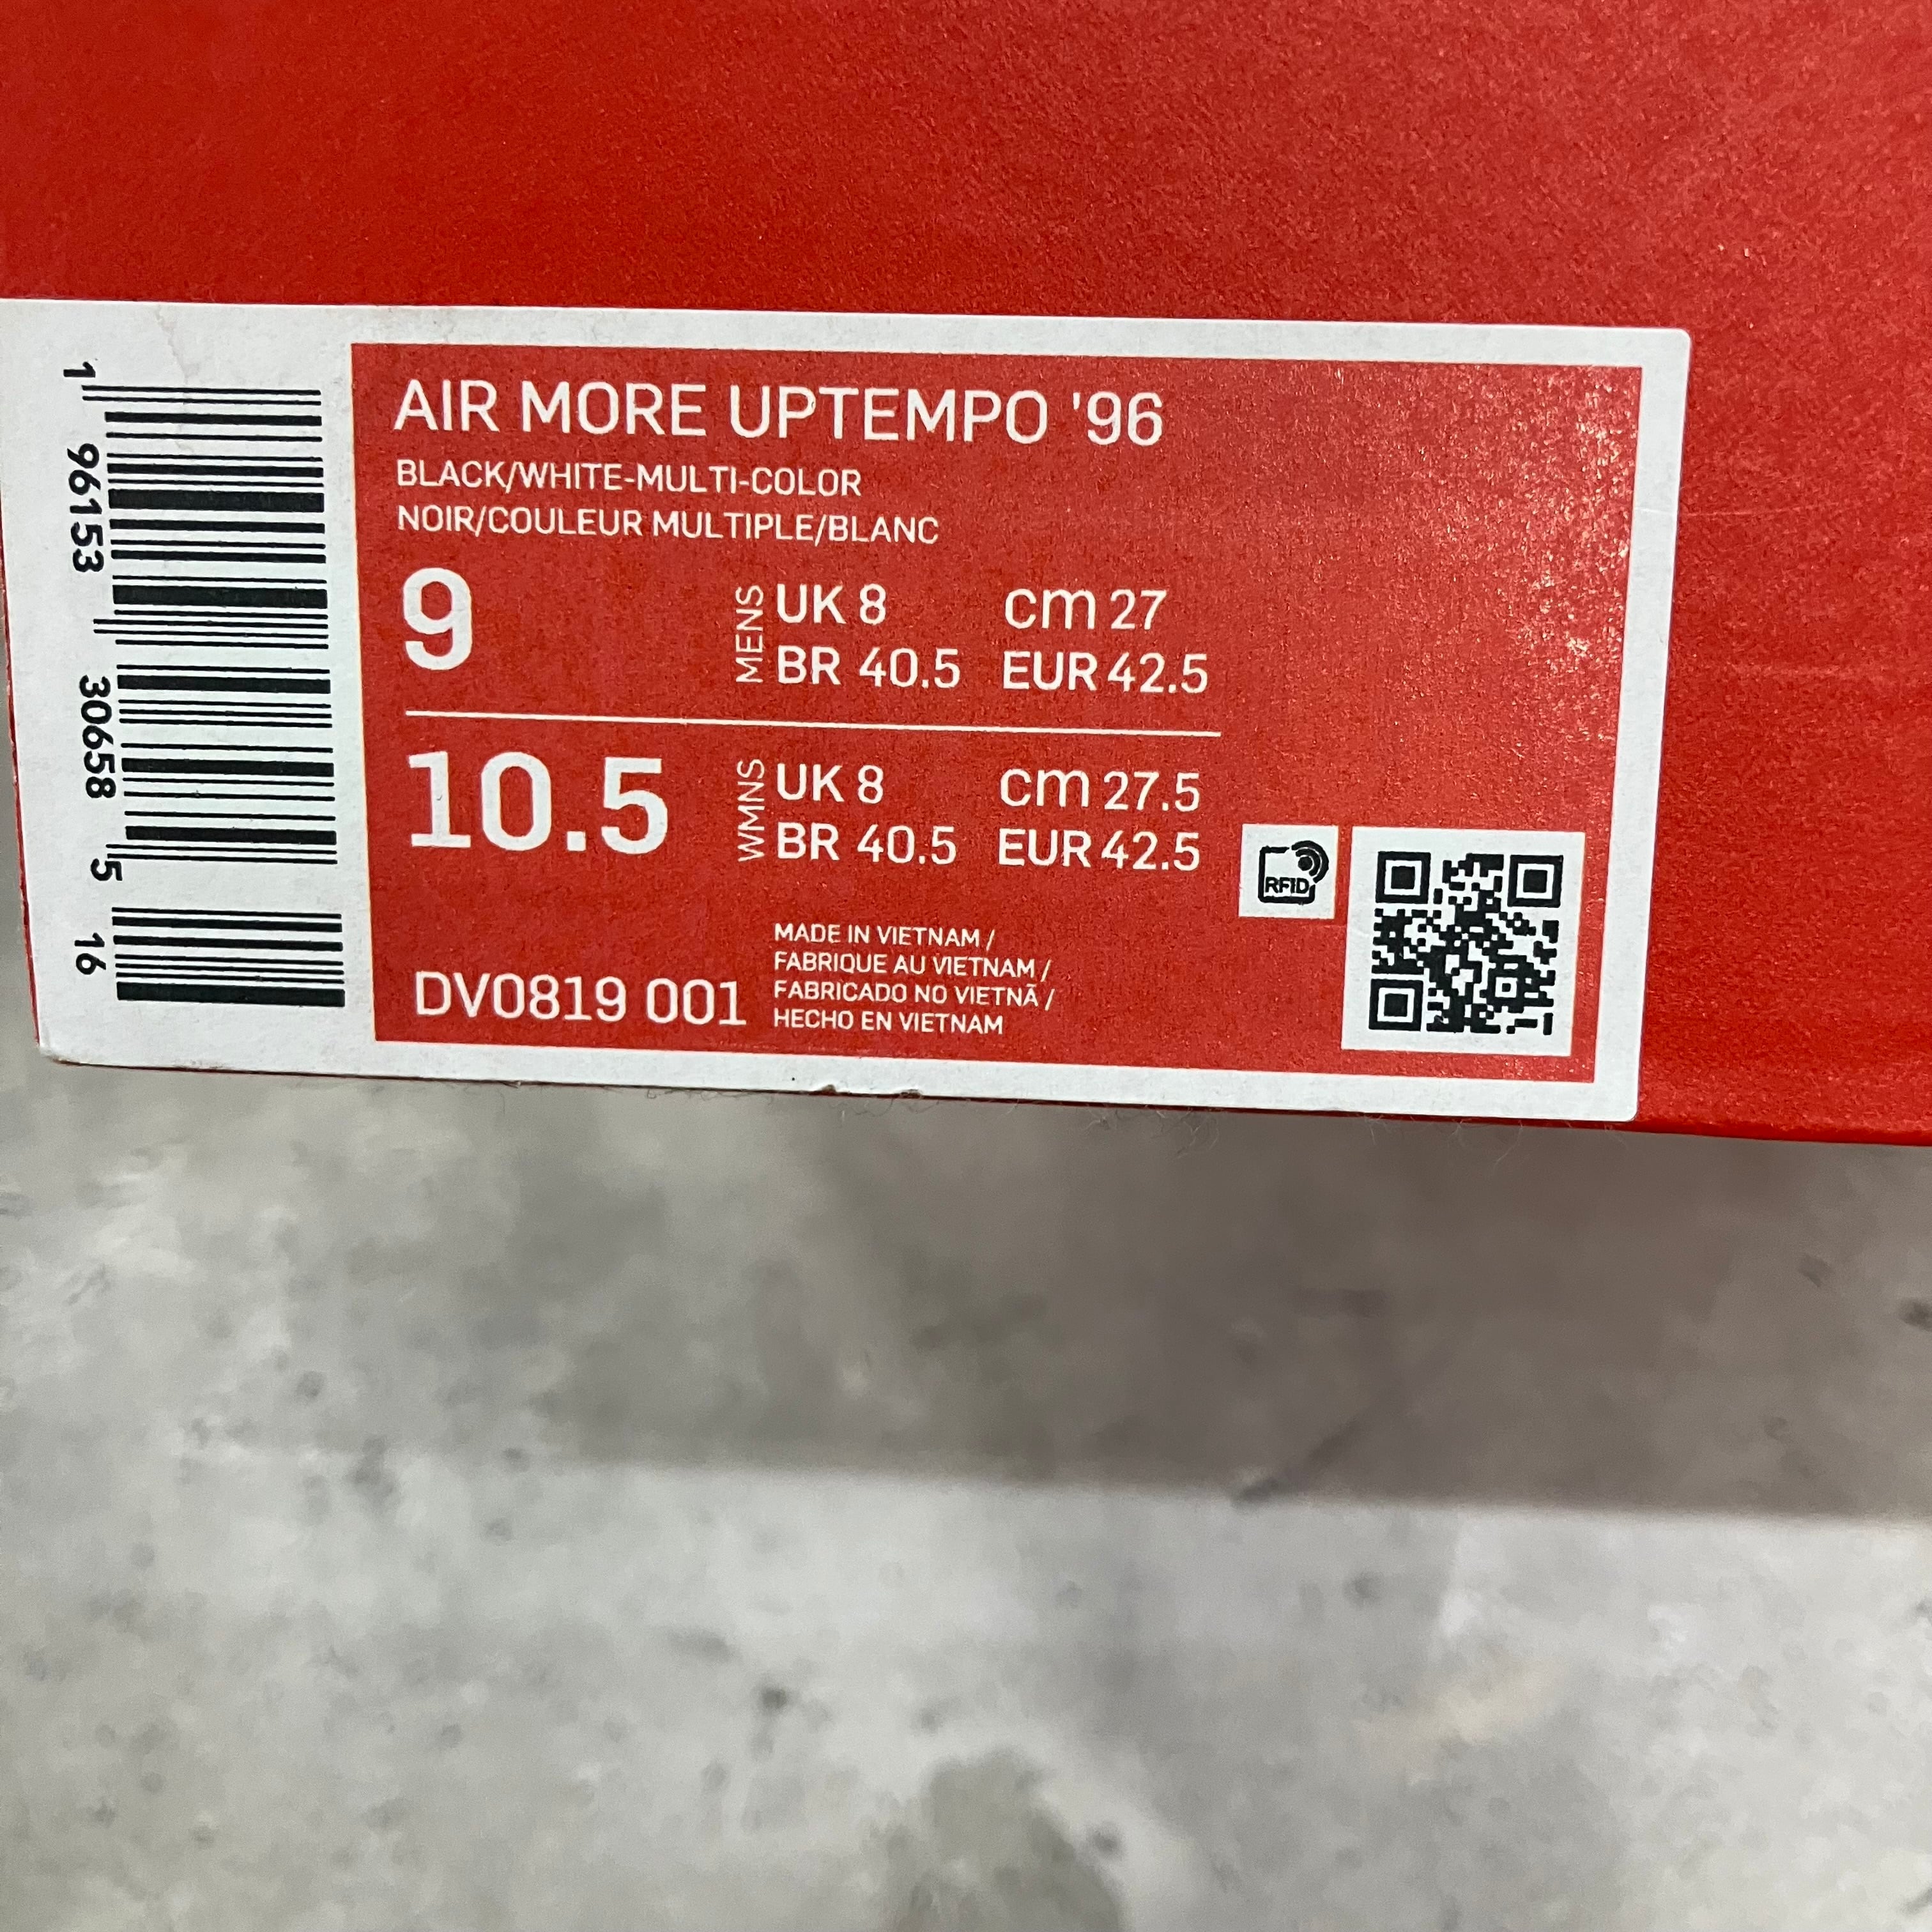 AIR MORE UPTEMPO '96
BLACK/WHITE-MULTI-COLOR
NOIR/COULEUR MULTIPLE/BLANC
9
MENS
UK 8 cm 27
BR 40.5 EUR 42.5
10.5
WMNS
UK 8 cm 27.5
BR 40.5 EUR 42.5
DV0819 001
MADE IN VIETNAM /
FABRIQUE AU VIETNAM /
FABRICADO NO VIETNÃ /
HECHO EN VIETNAM
RFID
1 96153 30658 5 16